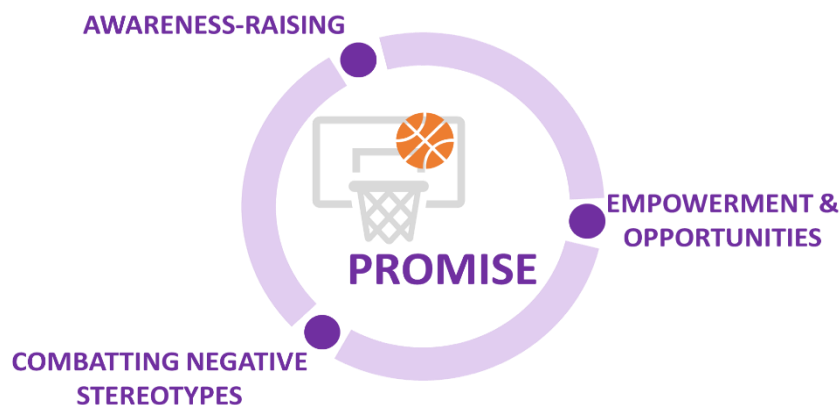 AWARENESS-RAISING
EMPOWERMENT &
OPPORTUNITIES
PROMISE
COMBATTING NEGATIVE
STEREOTYPES